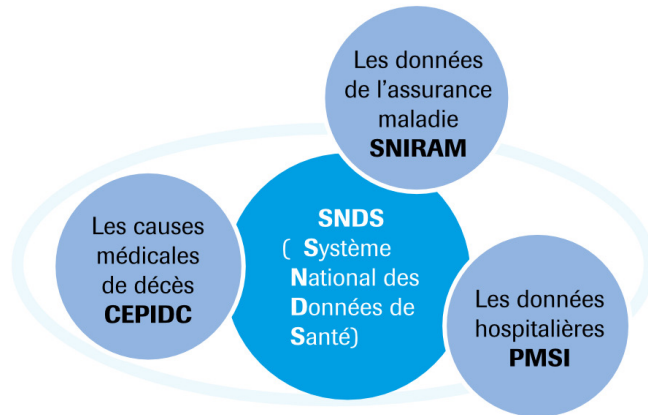 Les données
de l'assurance
maladie
SNIRAM
SNDS
( Système
National des
Données de
Santé)
Les causes
médicales
de décès
CEPIDC
Les données
hospitalières
PMSI